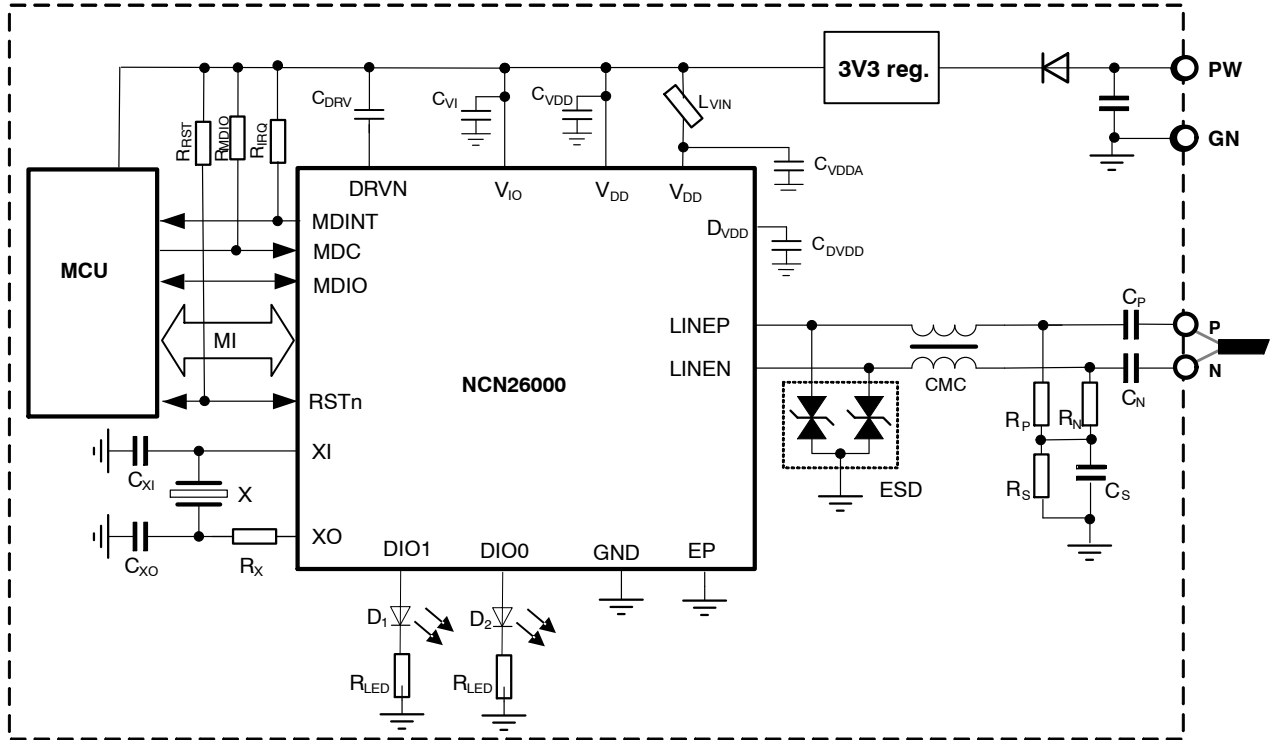 3V3 reg.
PW
GN
CDRV
CVI
CVDD
LVIN
RRST
RMDIO
RIRQ
CVDDA
DRVN
VIO
VDD
VDD
MDINT
MDC
MDIO
MCU
MI
DVDD
CDVDD
LINEP
LINEN
CMC
CP
CN
P
N
NCN26000
RSTn
RP
RN
RS
CS
ESD
XI
CXI
X
XO
CXO
RX
DIO1
DIO0
GND
EP
D1
D2
RLED
RLED